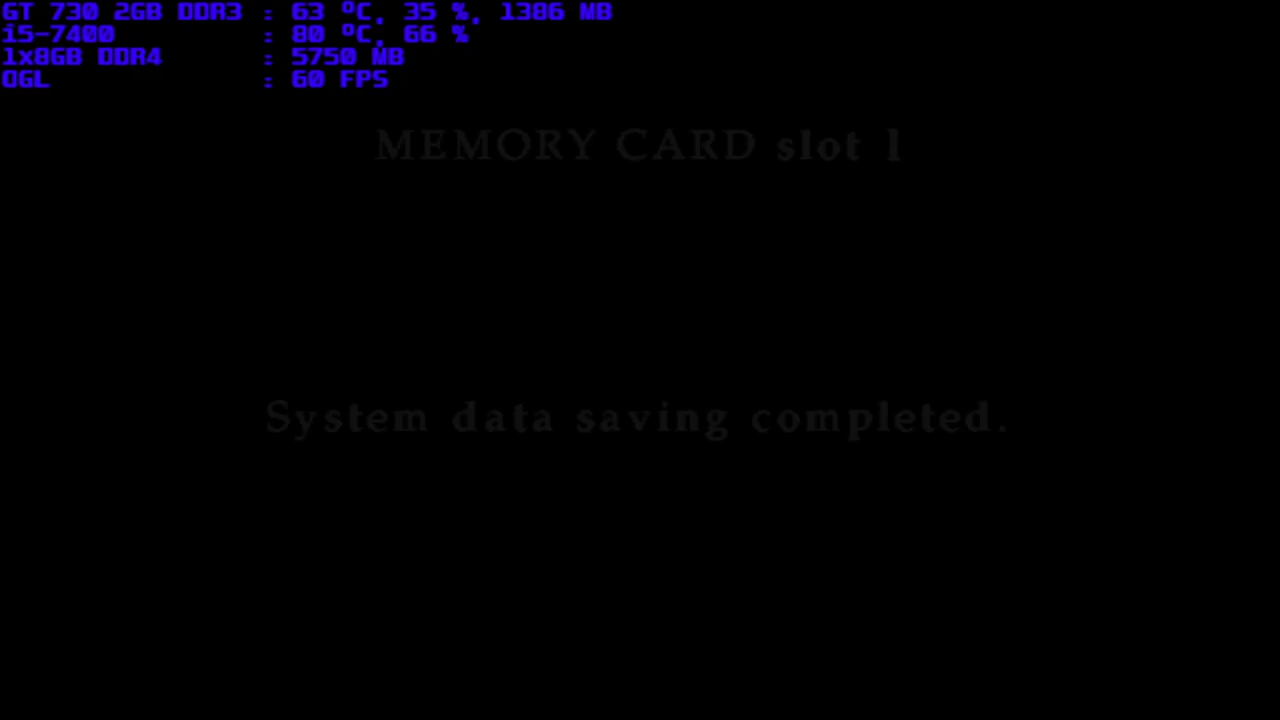 GT 730 2GB DDR3 : 63 ºC, 35 %, 1386 MB
i5-7400 : 80 ºC, 66 %
1x8GB DDR4 : 5750 MB
OGL : 60 FPS
MEMORY CARD slot 1
System data saving completed.